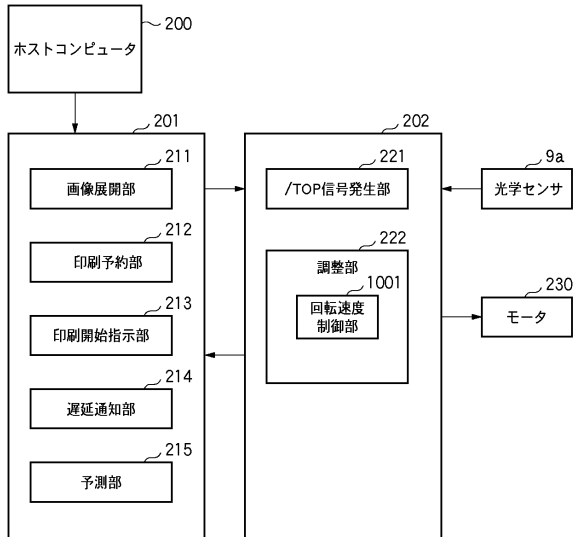 200
ホストコンピュータ
201
211
画像展開部
212
印刷予約部
213
印刷開始指示部
214
遅延通知部
215
予測部
202
221
/TOP信号発生部
222
調整部
1001
回転速度
制御部
9a
光学センサ
230
モータ